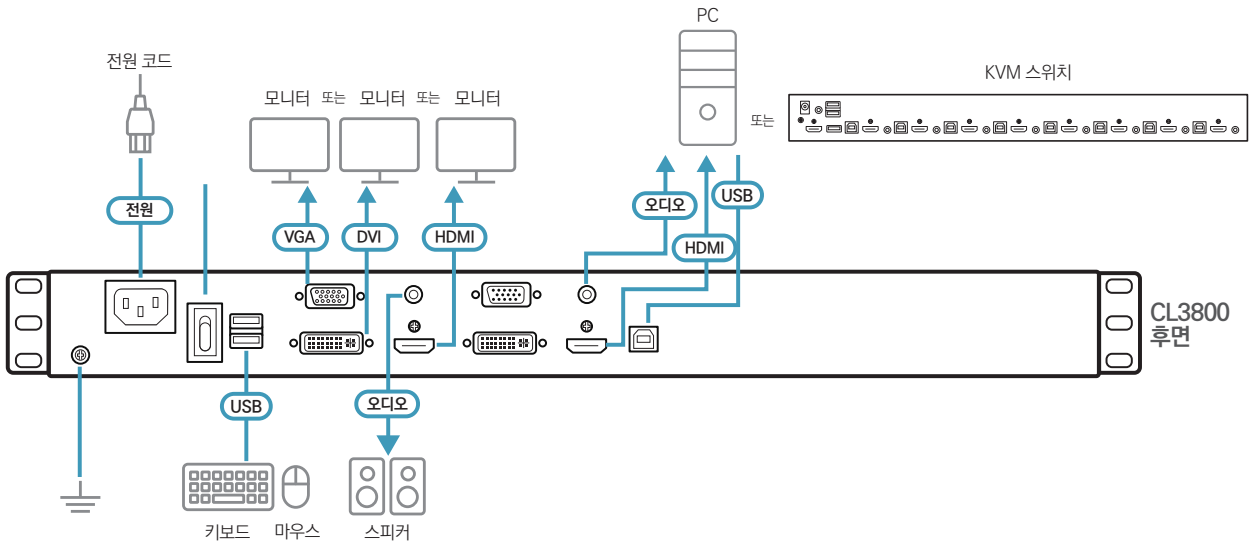 PC
전원 코드
KVM 스위치
모니터 또는 모니터 또는 모니터
또는
전원
오디오
USB
VGA
DVI
HDMI
HDMI
CL3800
후면
USB
오디오
키보드
마우스
스피커